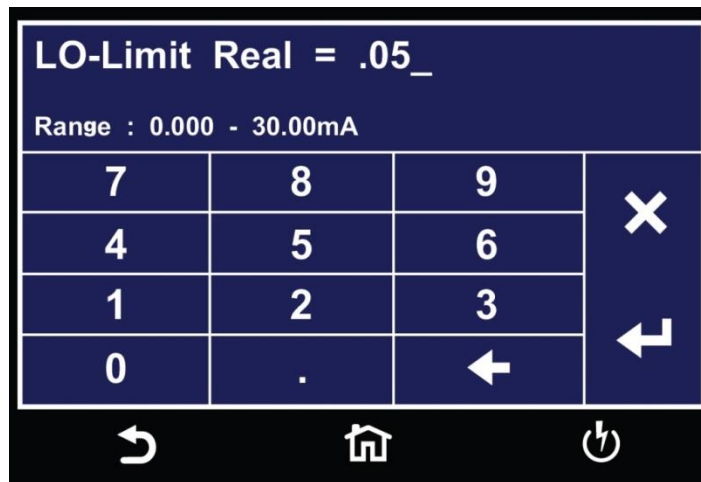 LO-Limit Real = .05_
Range : 0.000 - 30.00mA
7 8 9
4 5 6
1 2 3
0 .